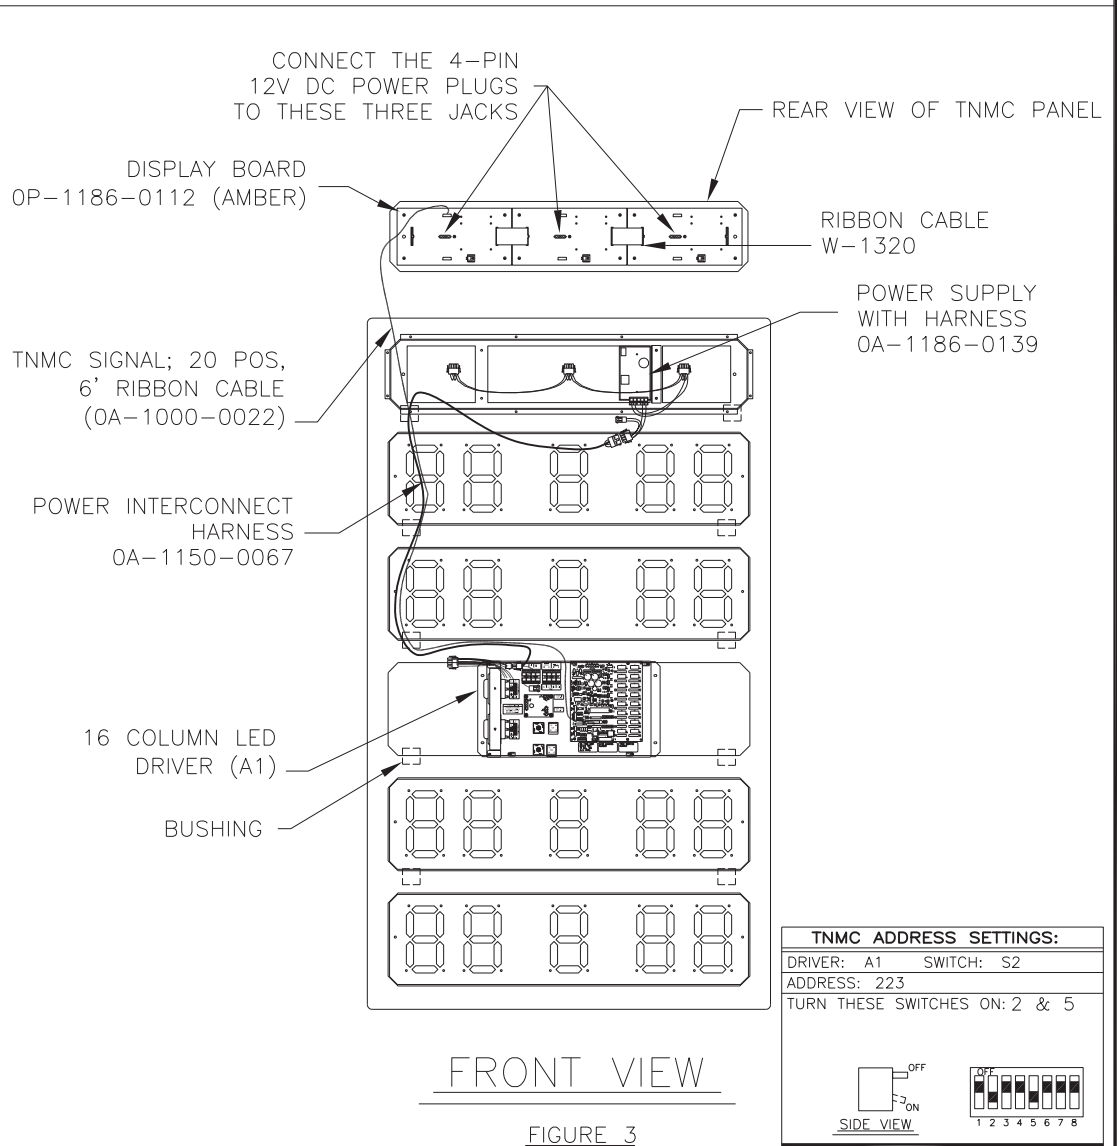 CONNECT THE 4-PIN
12V DC POWER PLUGS
TO THESE THREE JACKS
REAR VIEW OF TNMC PANEL
DISPLAY BOARD
0P-1186-0112 (AMBER)
RIBBON CABLE
W-1320
POWER SUPPLY
WITH HARNESS
0A-1186-0139
TNMC SIGNAL; 20 POS,
6' RIBBON CABLE
(0A-1000-0022)
POWER INTERCONNECT
HARNESS
0A-1150-0067
16 COLUMN LED
DRIVER (A1)
BUSHING
TNMC ADDRESS SETTINGS:
DRIVER: A1 SWITCH: S2
ADDRESS: 223
TURN THESE SWITCHES ON: 2 & 5
OFF
ON
SIDE VIEW
OFF
1 2 3 4 5 6 7 8
FRONT VIEW
FIGURE 3